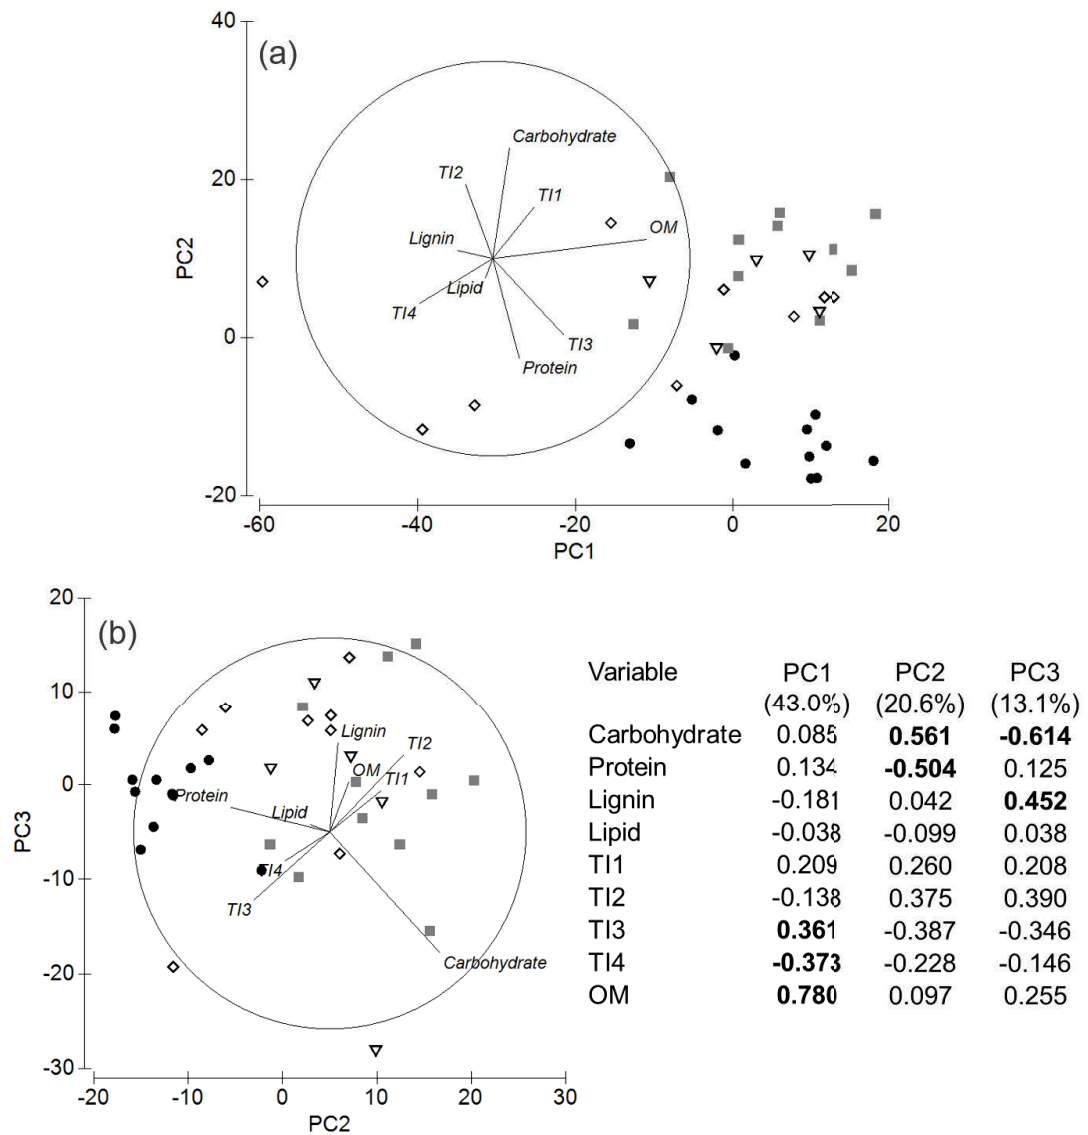 40
(a)
Carbohydrate
TI2
20
TI1
OM
Lignin
PC2
Lipid
TI4
0
TI3
Protein
-20
-60
-40
-20
0
20
PC1
20
(b)
10
Lignin
TI2
OM
TI1
0
Protein
Lipid
PC3
-10
TI4
TI3
Carbohydrate
-20
-30
-20
-10
0
10
20
30
PC2
Variable PC1 PC2 PC3
(43.0%) (20.6%) (13.1%)
Carbohydrate 0.085 0.561 -0.614
Protein 0.134 -0.504 0.125
Lignin -0.181 0.042 0.452
Lipid -0.038 -0.099 0.038
TI1 0.209 0.260 0.208
TI2 -0.138 0.375 0.390
TI3 0.361 -0.387 -0.346
TI4 -0.373 -0.228 -0.146
OM 0.780 0.097 0.255